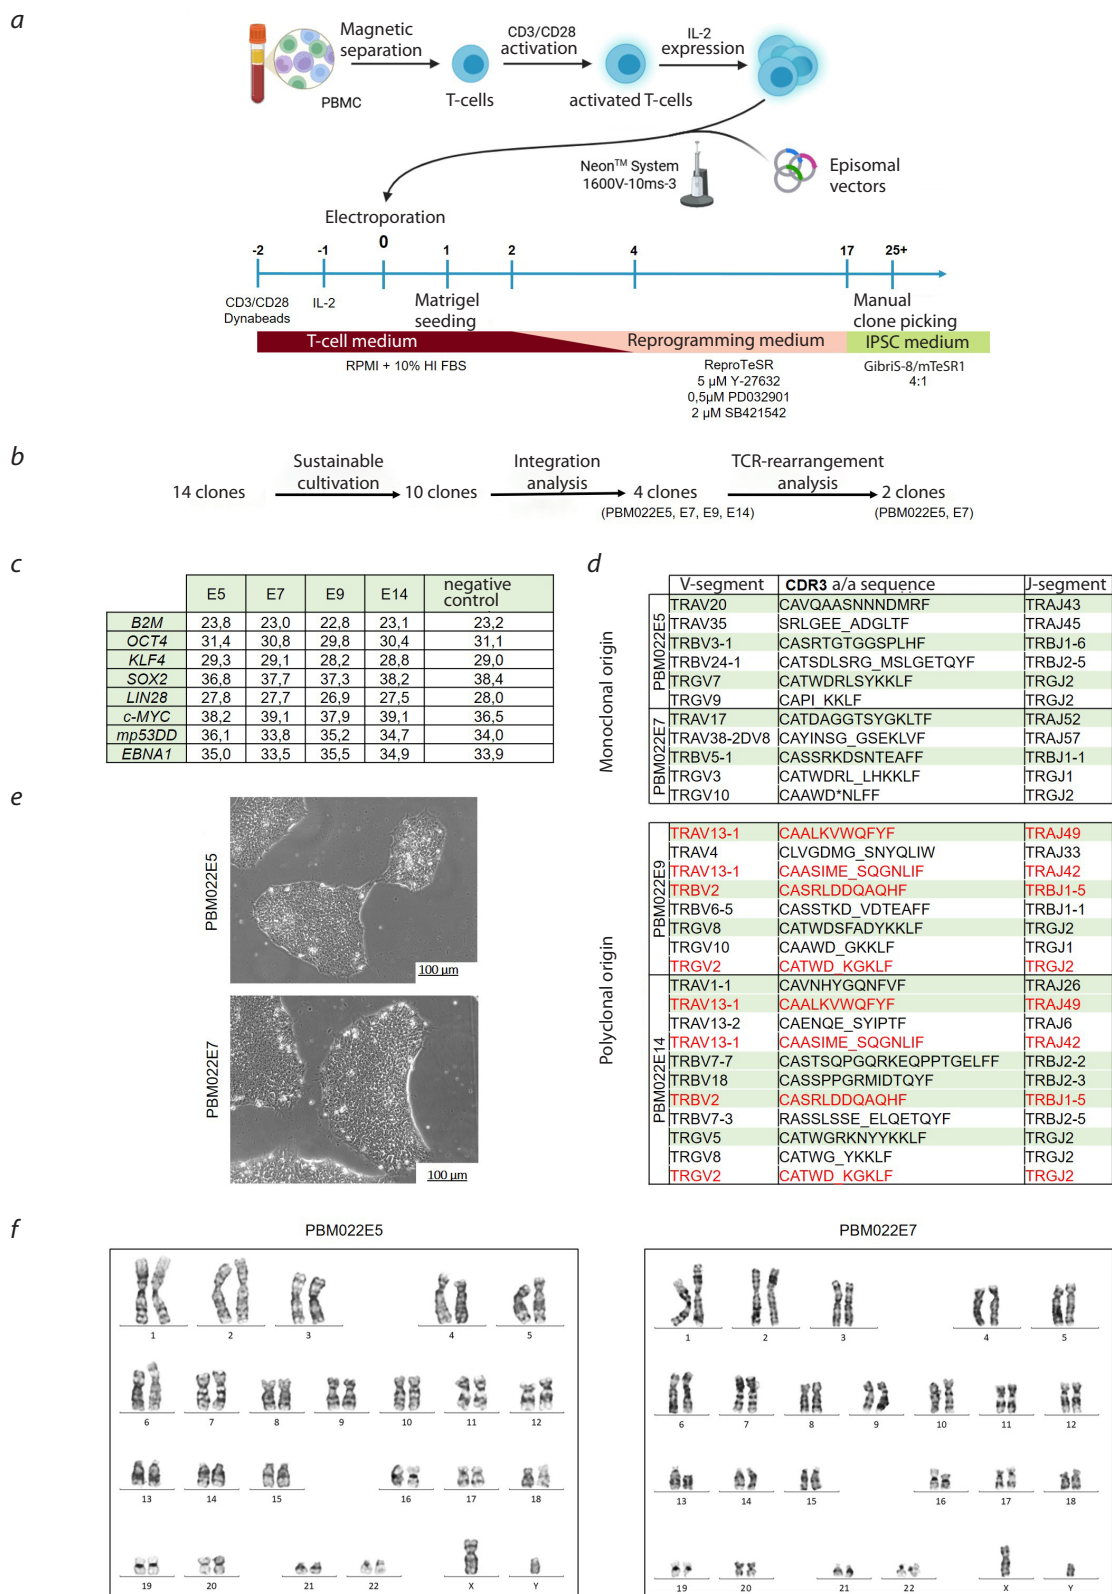 a
Magnetic
separation
CD3/CD28
activation
IL-2
expression
PBMC
T-cells
activated T-cells
Neon™ System
1600V-10ms-3
Episomal
vectors
Electroporation
-2
-1
0
1
2
4
17
25+
CD3/CD28
Dynabeads
IL-2
Matrigel
seeding
Manual
clone picking
T-cell medium
Reprogramming medium
IPSC medium
RPMI + 10% HI FBS
ReproTeSR
5 µM Y-27632
0,5µM PD032901
2 µM SB421542
GibriS-8/mTeSR1
4:1
b
14 clones
Sustainable
cultivation
10 clones
Integration
analysis
4 clones
(PBM022E5, E7, E9, E14)
TCR-rearrangement
analysis
2 clones
(PBM022E5, E7)
c
E5 E7 E9 E14 negative control
B2M 23,8 23,0 22,8 23,1 23,2
OCT4 31,4 30,8 29,8 30,4 31,1
KLF4 29,3 29,1 28,2 28,8 29,0
SOX2 36,8 37,7 37,3 38,2 38,4
LIN28 27,8 27,7 26,9 27,5 28,0
c-MYC 38,2 39,1 37,9 39,1 36,5
mp53DD 36,1 33,8 35,2 34,7 34,0
EBNA1 35,0 33,5 35,5 34,9 33,9
d
V-segment CDR3 a/a sequence J-segment
Monoclonal origin
PBM022E5
TRAV20 CAVQAASNNNDMRF TRAJ43
TRAV35 SRLGEE_ADGLTF TRAJ45
TRBV3-1 CASRTGTGGSPLHF TRBJ1-6
TRBV24-1 CATSDLSRG_MSLGETQYF TRBJ2-5
TRGV7 CATWDRLSYKKLF TRGJ2
TRGV9 CAPI_KKLF TRGJ2
PBM022E7
TRAV17 CATDAGGTSYGKLTF TRAJ52
TRAV38-2DV8 CAYINSG_GSEKLVF TRAJ57
TRBV5-1 CASSRKDSNTEAFF TRBJ1-1
TRGV3 CATWDRL_LHKKLF TRGJ1
TRGV10 CAAWD*NLFF TRGJ2
Polyclonal origin
PBM022E9
TRAV13-1 CAALKVWQFYF TRAJ49
TRAV4 CLVGDMG_SNYQLIW TRAJ33
TRAV13-1 CAASIME_SQGNLIF TRAJ42
TRBV2 CASRLDDQAQHF TRBJ1-5
TRBV6-5 CASSTKD_VDTEAFF TRBJ1-1
TRGV8 CATWDSFADYKKLF TRGJ2
TRGV10 CAAWD_GKKLF TRGJ1
TRGV2 CATWD_KGKLF TRGJ2
PBM022E14
TRAV1-1 CAVNHYGQNFVF TRAJ26
TRAV13-1 CAALKVWQFYF TRAJ49
TRAV13-2 CAENQE_SYIPTF TRAJ6
TRAV13-1 CAASIME_SQGNLIF TRAJ42
TRBV7-7 CASTSQPGQRKEQPPTGELFF TRBJ2-2
TRBV18 CASSPPGRMIDTQYF TRBJ2-3
TRBV2 CASRLDDQAQHF TRBJ1-5
TRBV7-3 RASSLSSE_ELQETQYF TRBJ2-5
TRGV5 CATWGRKNYYKKLF TRGJ2
TRGV8 CATWG_YKKLF TRGJ2
TRGV2 CATWD_KGKLF TRGJ2
e
PBM022E5
100 µm
PBM022E7
100 µm
f
PBM022E5
1 2 3 4 5
6 7 8 9 10 11 12
13 14 15 16 17 18
19 20 21 22 X Y
PBM022E7
1 2 3 4 5
6 7 8 9 10 11 12
13 14 15 16 17 18
19 20 21 22 X Y